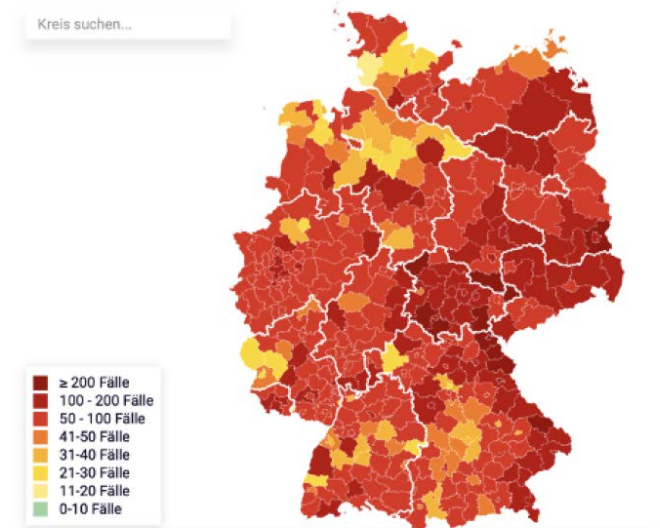 Kreis suchen...
≥ 200 Fälle
100 - 200 Fälle
50 - 100 Fälle
41-50 Fälle
31-40 Fälle
21-30 Fälle
11-20 Fälle
0-10 Fälle